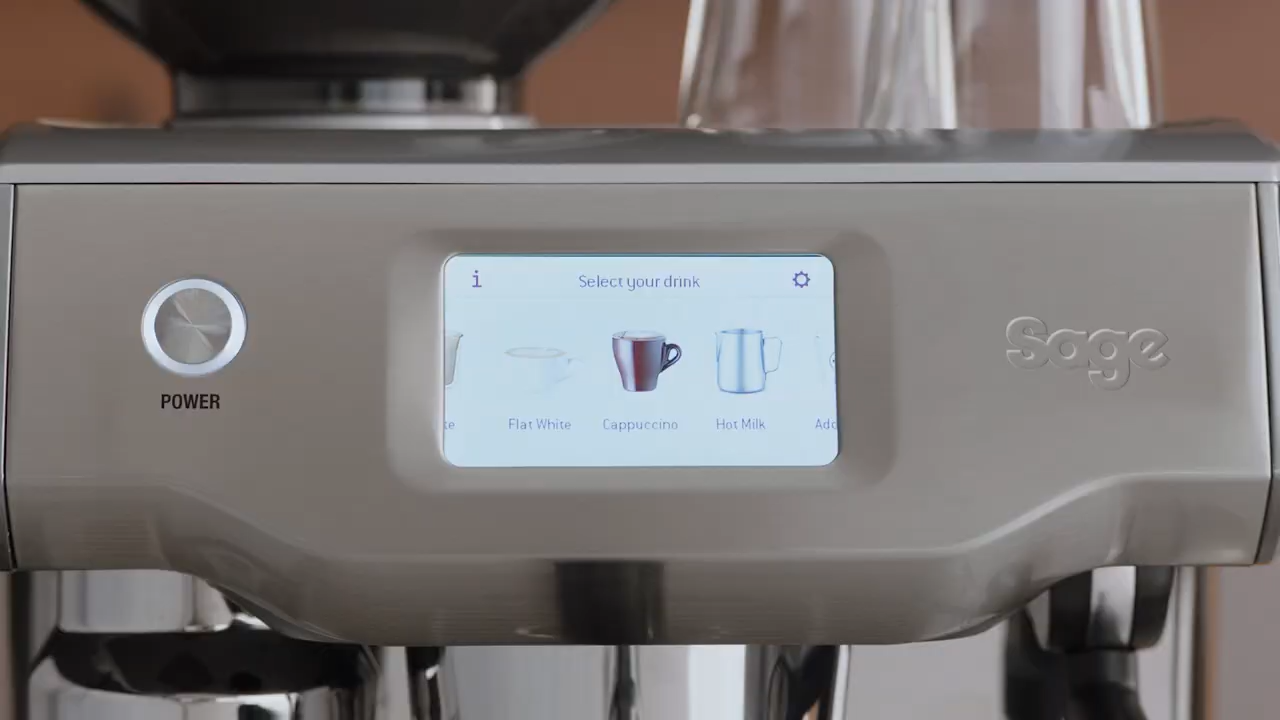 i
Select your drink
Flat White
Cappuccino
Hot Milk
POWER
Sage